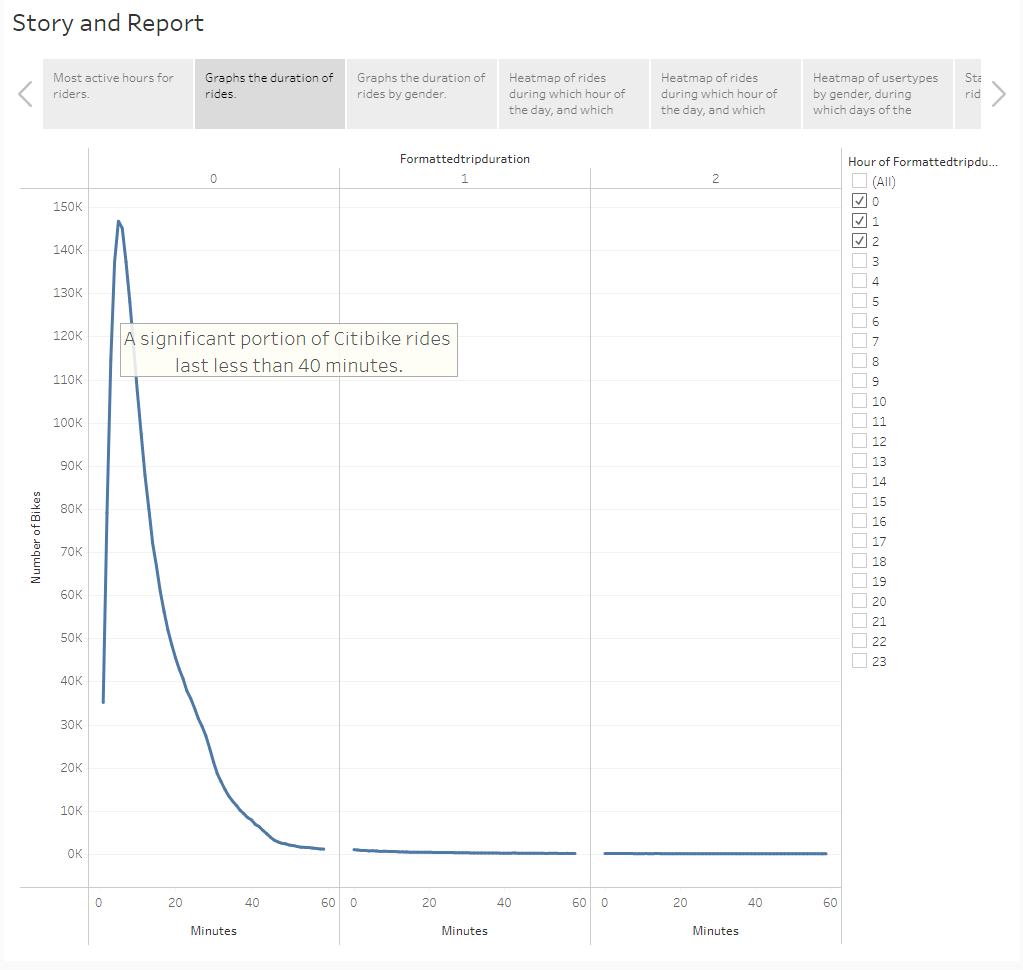 Story and Report
Most active hours for
riders.
Graphs the duration of
rides.
Graphs the duration of
rides by gender.
Heatmap of rides
during which hour of
the day, and which
Heatmap of rides
during which hour of
the day, and which
Heatmap of usertypes
by gender, during
which days of the
Sta
rid
Formattedtripduration
0 1 2
150K
140K
130K
120K
110K
100K
90K
80K
70K
60K
50K
40K
30K
20K
10K
0K
Number of Bikes
A significant portion of Citibike rides
last less than 40 minutes.
0 20 40 60 0 20 40 60 0 20 40 60
Minutes Minutes Minutes
Hour of Formattedtripdu...
(All)
0
1
2
3
4
5
6
7
8
9
10
11
12
13
14
15
16
17
18
19
20
21
22
23